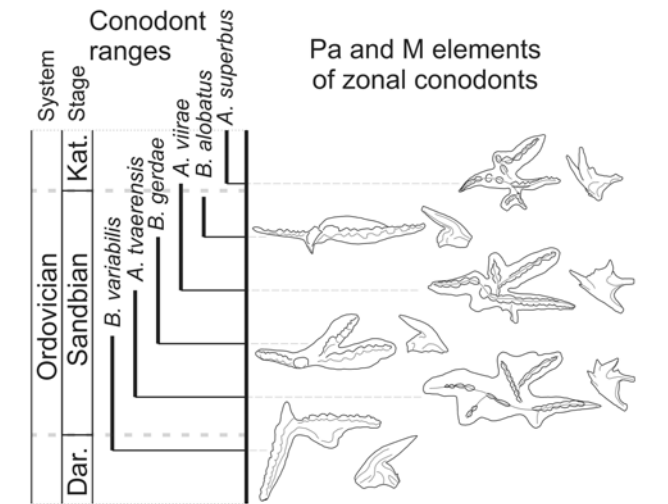 Conodont
ranges
Pa and M elements
of zonal conodonts
System
Stage
B. variabilis
A. tvaerensis
B. gerdae
A. viirae
B. alobatus
A. superbus
Ordovician
Kat.
Sandbian
Dar.